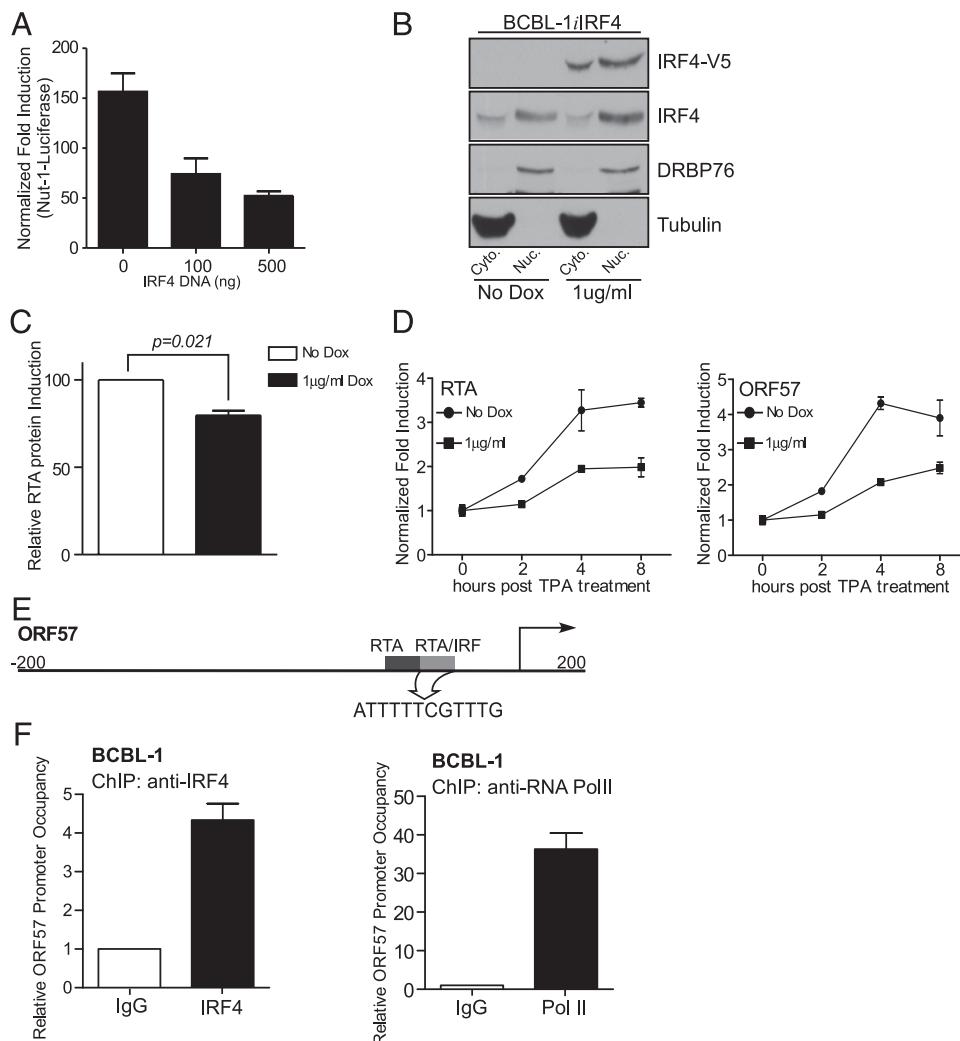 A
Normalized Fold Induction
(Nut-1-Luciferase)
200
150
100
50
0
0 100 500
IRF4 DNA (ng)
B
BCBL-1iIRF4
IRF4-V5
IRF4
DRBP76
Tubulin
Cyto. Nuc. Cyto. Nuc.
No Dox 1ug/ml
C
Relative RTA protein Induction
100
50
0
p=0.021
No Dox
1µg/ml Dox
D
RTA
No Dox
1µg/ml
Normalized Fold Induction
4
3
2
1
0
0 2 4 8
hours post TPA treatment
ORF57
No Dox
1µg/ml
Normalized Fold Induction
5
4
3
2
1
0
0 2 4 8
hours post TPA treatment
E
ORF57
-200
RTA RTA/IRF
200
ATTTTTCGTTTG
F
BCBL-1
ChIP: anti-IRF4
Relative ORF57 Promoter Occupancy
5
4
3
2
1
0
IgG IRF4
BCBL-1
ChIP: anti-RNA PolII
Relative ORF57 Promoter Occupancy
50
40
30
20
10
0
IgG Pol II